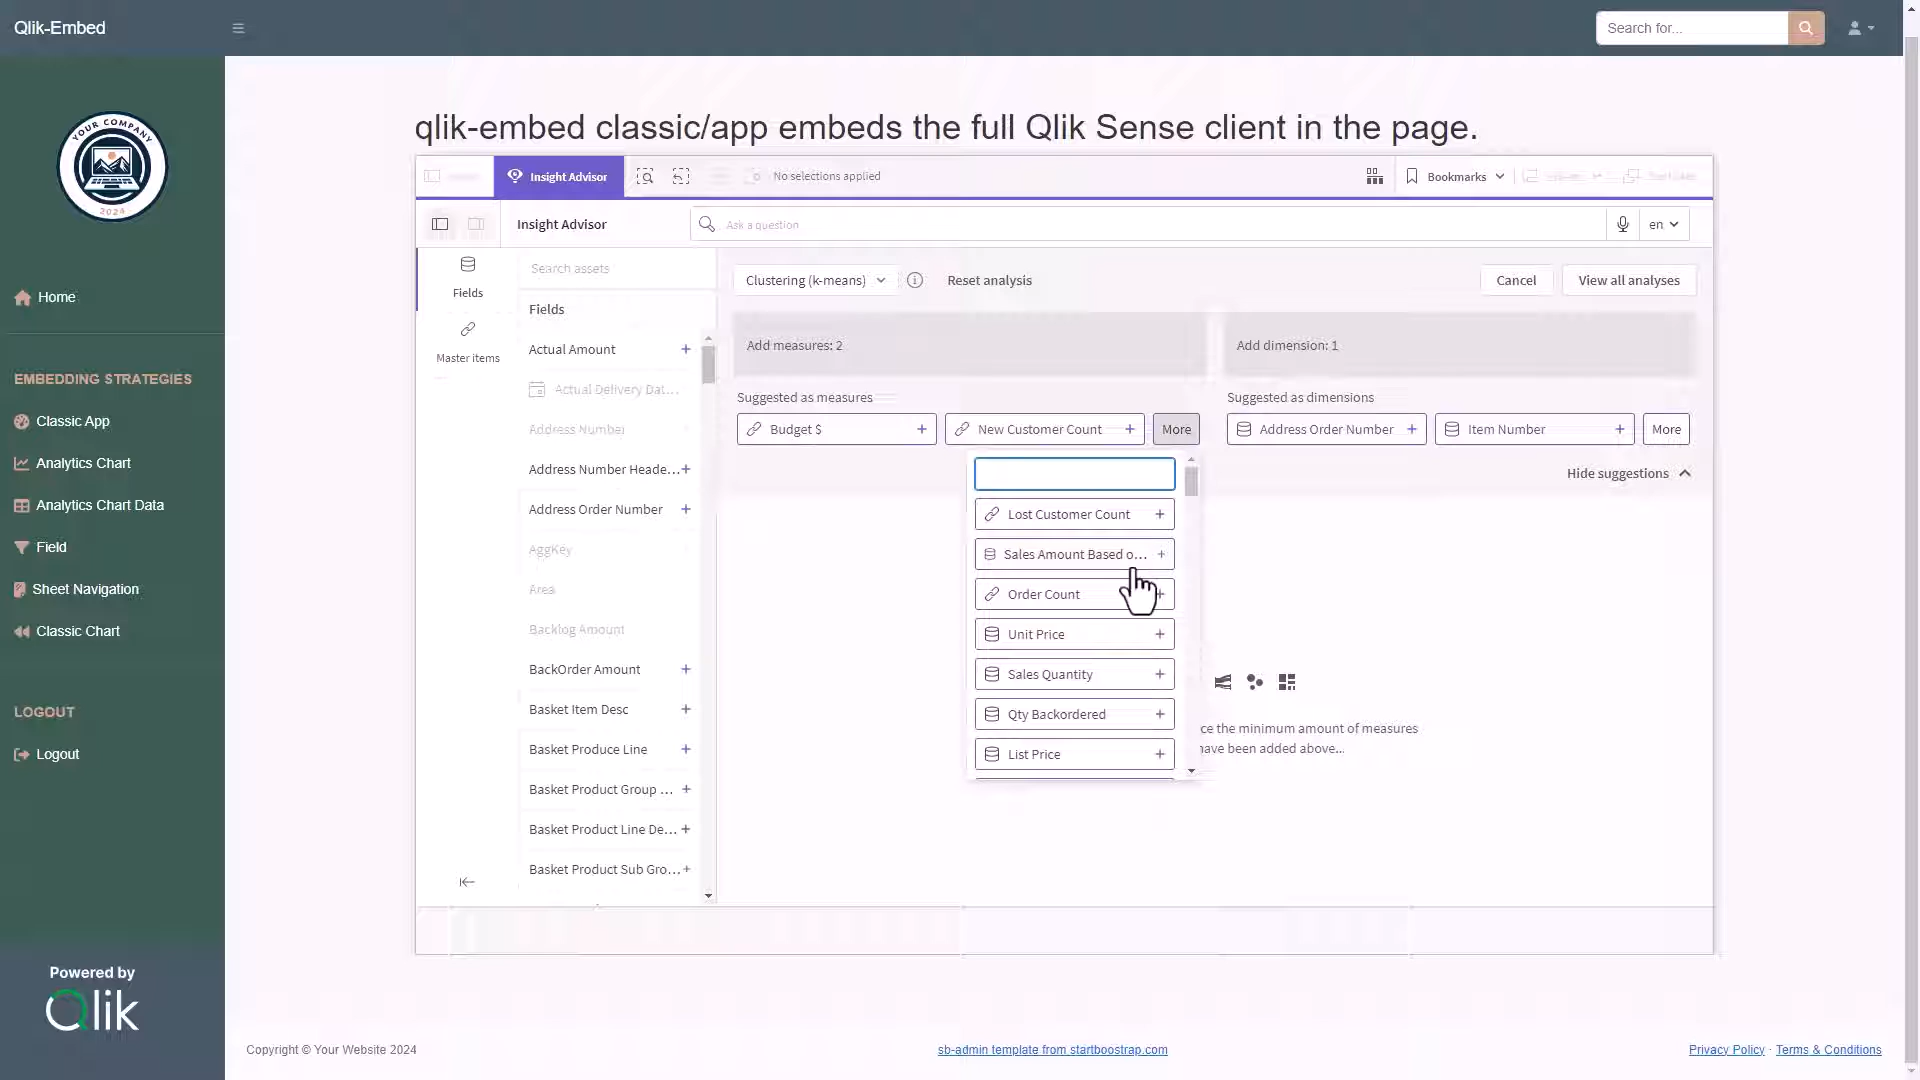 Qlik-Embed
Search for...
YOUR COMPANY
2024
Home
EMBEDDING STRATEGIES
Classic App
Analytics Chart
Analytics Chart Data
Field
Sheet Navigation
Classic Chart
LOGOUT
Logout
Powered by
Qlik
qlik-embed classic/app embeds the full Qlik Sense client in the page.
Insight Advisor
No selections applied
Bookmarks
Insight Advisor
Ask a question
en
Fields
Master items
Search assets
Fields
Actual Amount
Actual Delivery Dat...
Address Number
Address Number Heade...
Address Order Number
AggKey
Area
Backlog Amount
BackOrder Amount
Basket Item Desc
Basket Produce Line
Basket Product Group ...
Basket Product Line De...
Basket Product Sub Gro...
Clustering (k-means)
Reset analysis
Cancel
View all analyses
Add measures: 2
Add dimension: 1
Suggested as measures
Budget $
New Customer Count
More
Suggested as dimensions
Address Order Number
Item Number
More
Hide suggestions
Lost Customer Count
Sales Amount Based o...
Order Count
Unit Price
Sales Quantity
Qty Backordered
List Price
ce the minimum amount of measures
have been added above...
Copyright © Your Website 2024
sb-admin template from startboostrap.com
Privacy Policy · Terms & Conditions